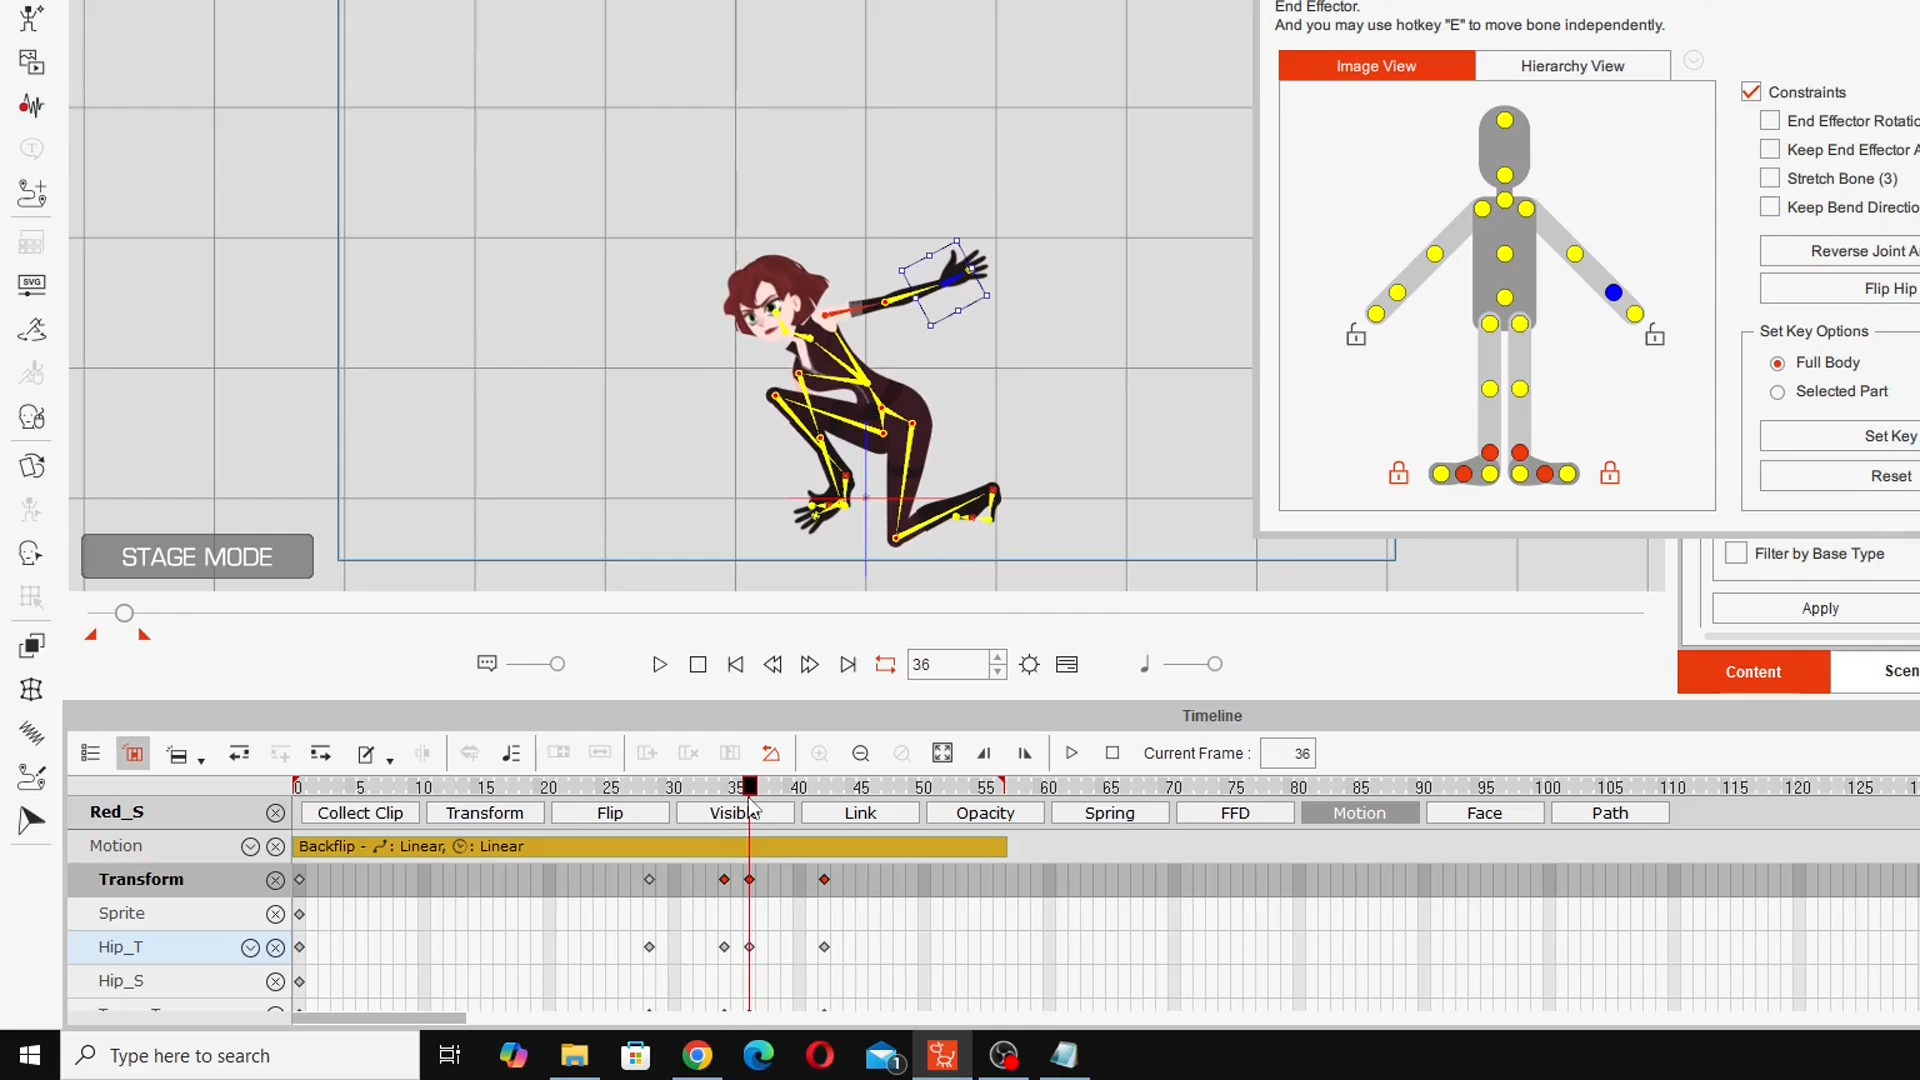 End Effector.
And you may use hotkey "E" to move bone independently.
Image View
Hierarchy View
Constraints
End Effector Rotatio
Keep End Effector A
Stretch Bone (3)
Keep Bend Directio
Reverse Joint A
Flip Hip
Set Key Options
Full Body
Selected Part
Set Key
Reset
SVG
STAGE MODE
Filter by Base Type
Apply
36
Content
Scen
Timeline
Current Frame : 36
0 5 10 15 20 25 30 35 40 45 50 55 60 65 70 75 80 85 90 95 100 105 110 115 120 125
Red_S
Collect Clip Transform Flip Visible Link Opacity Spring FFD Motion Face Path
Motion
Backflip - : Linear, : Linear
Transform
Sprite
Hip_T
Hip_S
Type here to search
1